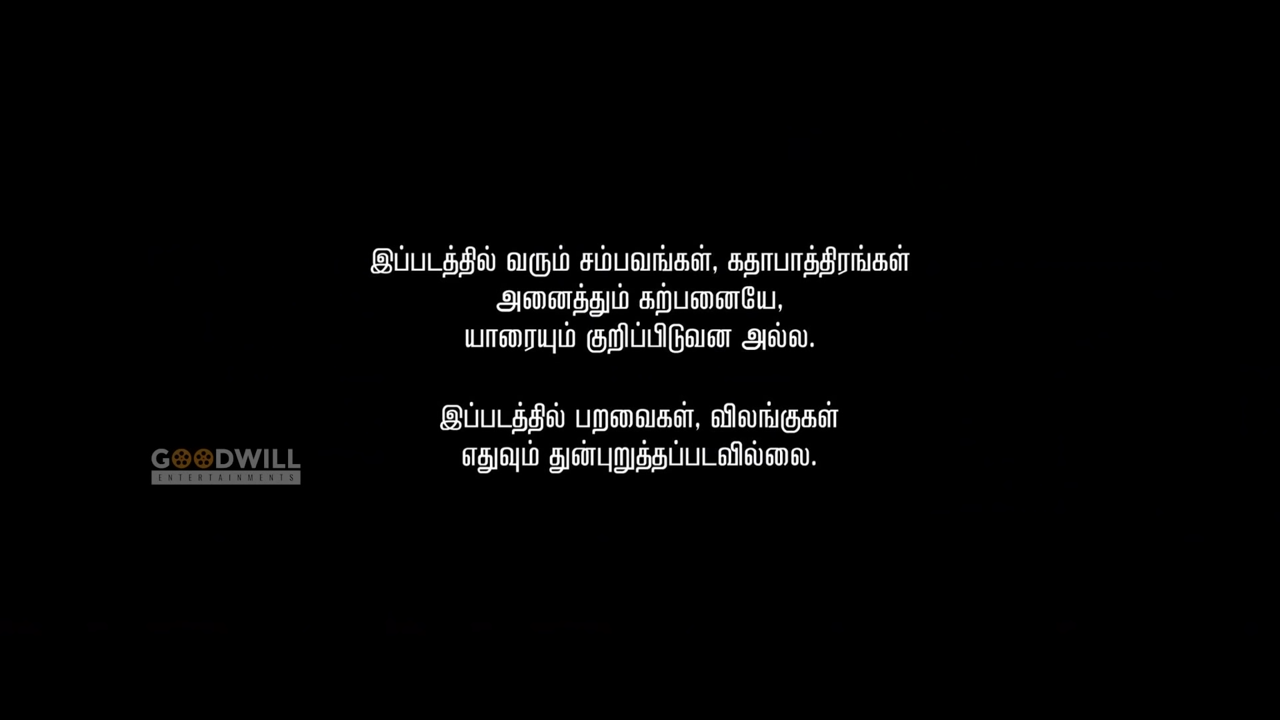 இப்படத்தில் வரும் சம்பவங்கள், கதாபாத்திரங்கள்
அனைத்தும் கற்பனையே,
யாரையும் குறிப்பிடுவன அல்ல.
இப்படத்தில் பறவைகள், விலங்குகள்
எதுவும் துன்புறுத்தப்படவில்லை.
GOODWILL
ENTERTAINMENTS